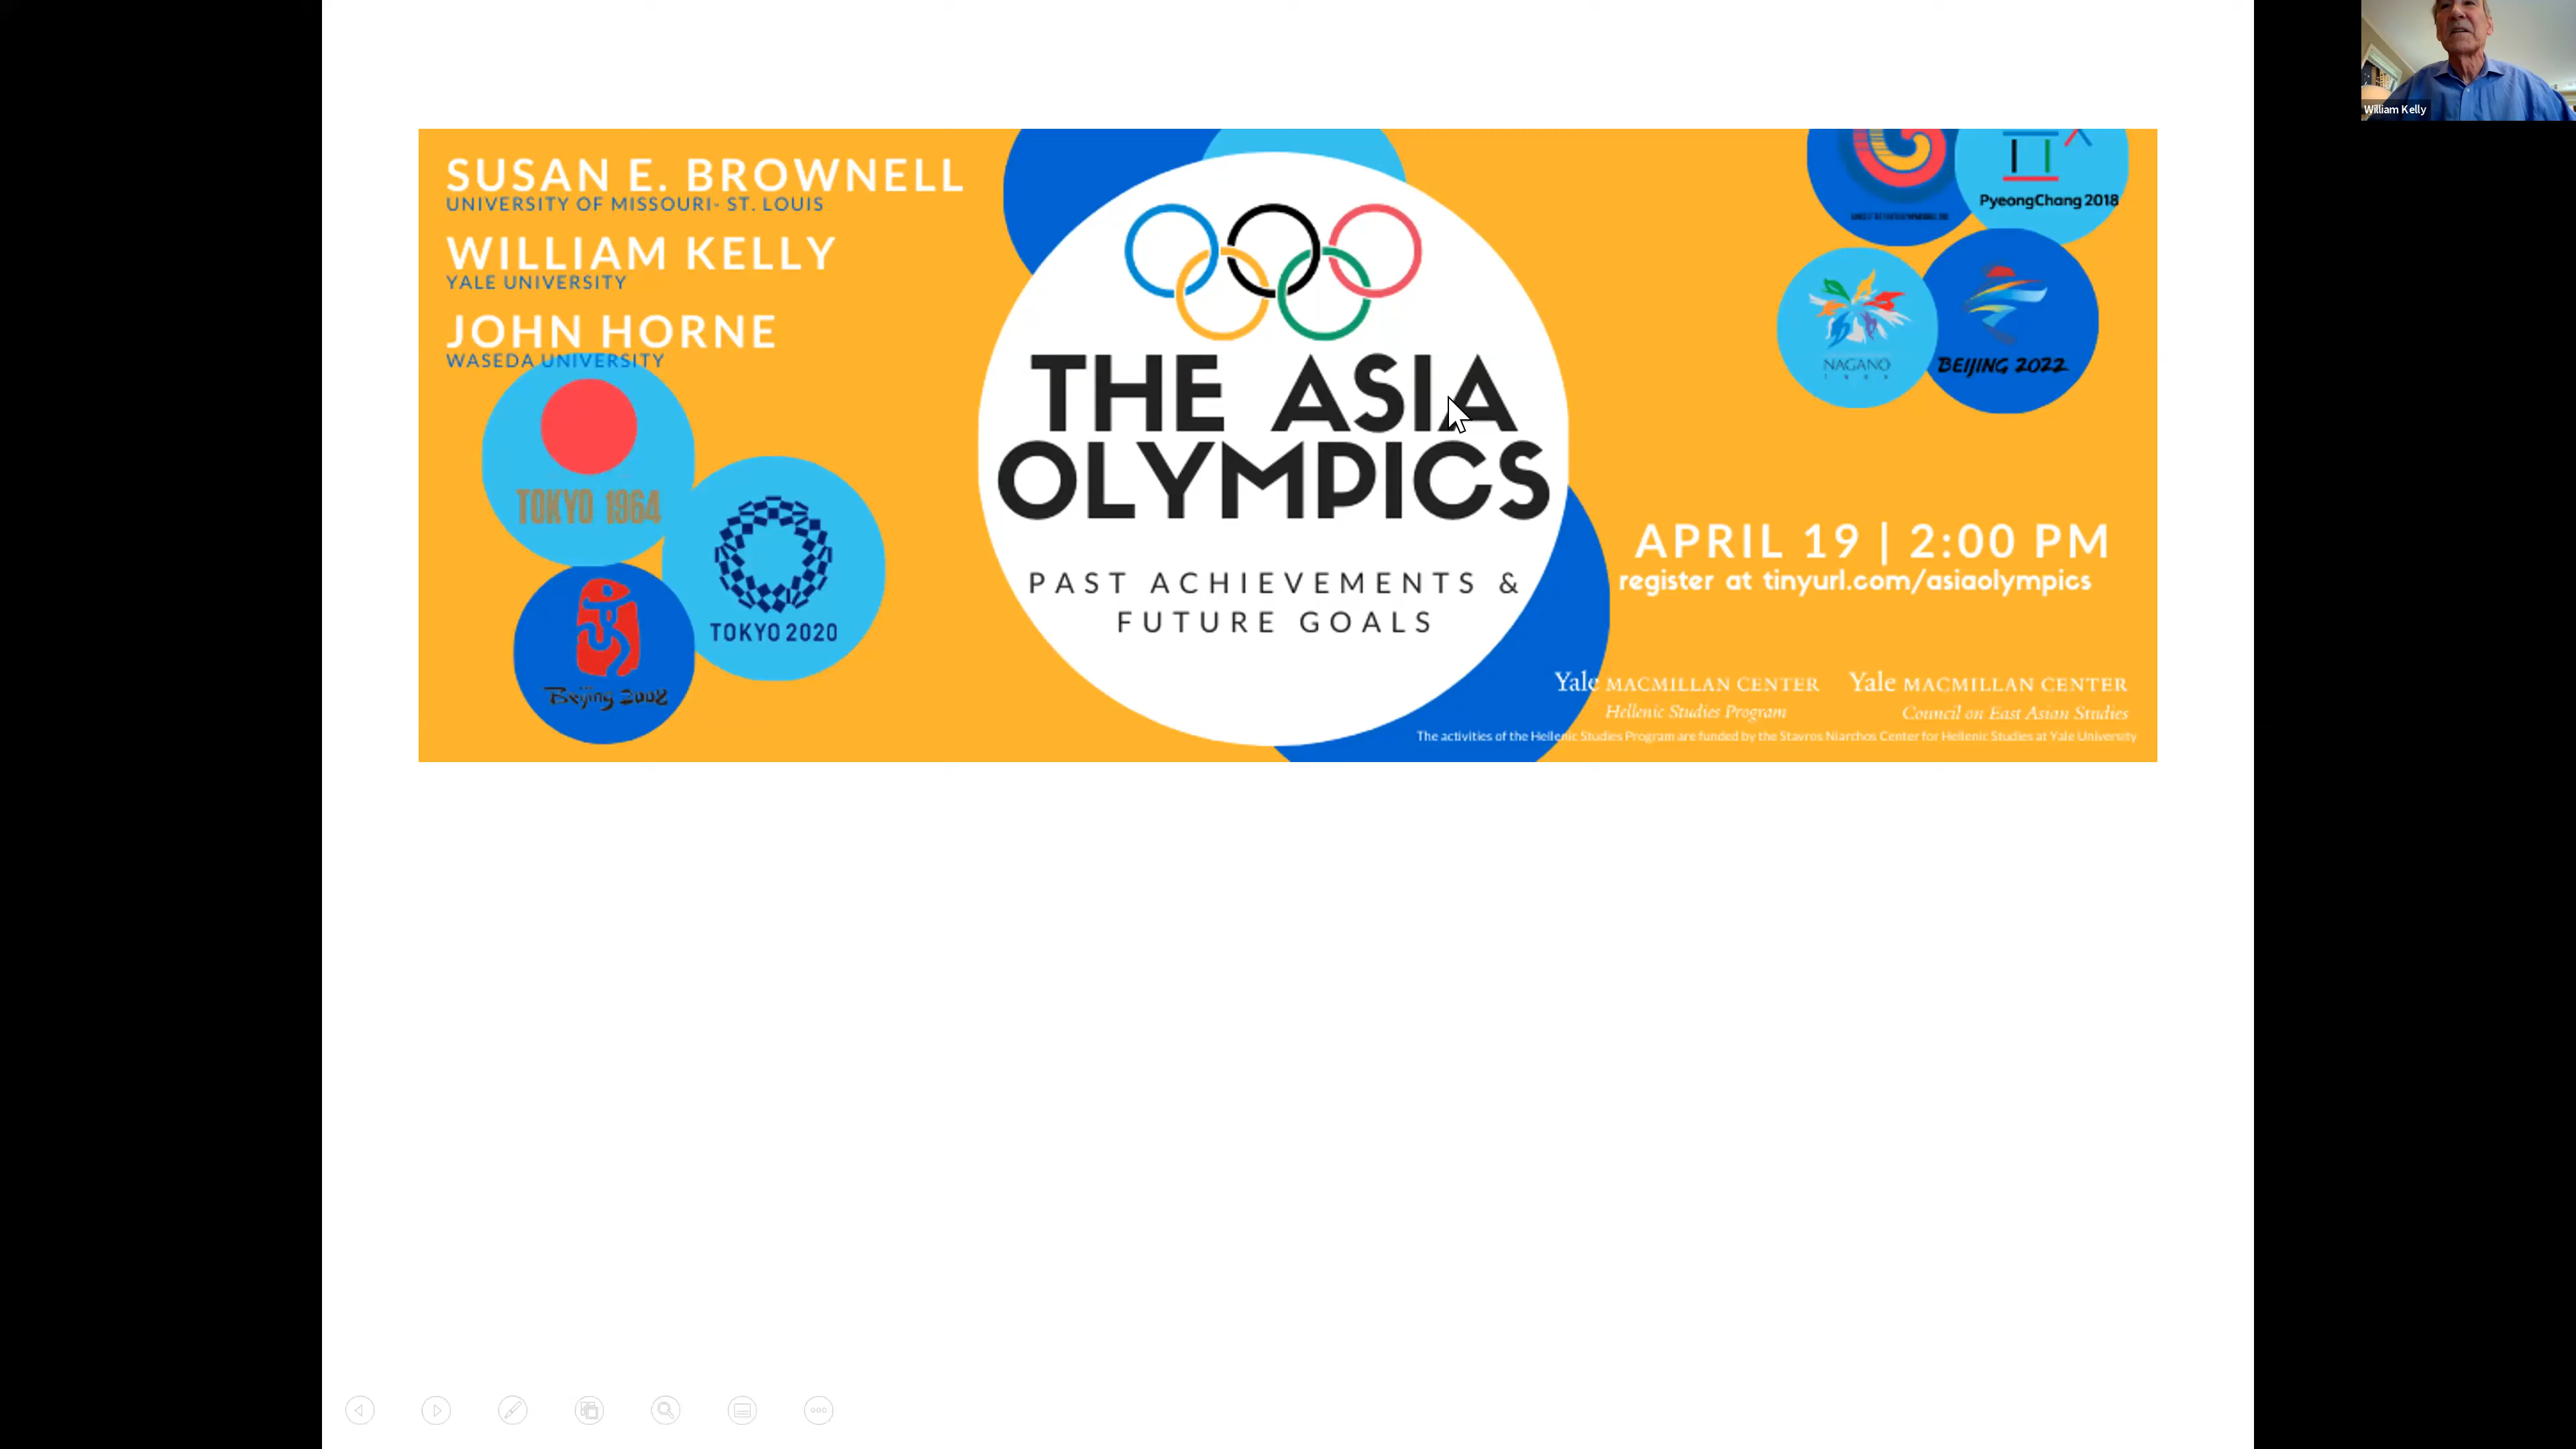 SUSAN E. BROWNELL
UNIVERSITY OF MISSOURI- ST. LOUIS
WILLIAM KELLY
YALE UNIVERSITY
JOHN HORNE
WASEDA UNIVERSITY
TOKYO 1964
TOKYO 2020
Beijing 2008
THE ASIA
OLYMPICS
PAST ACHIEVEMENTS &
FUTURE GOALS
PyeongChang 2018
NAGANO
BEIJING 2022
APRIL 19 | 2:00 PM
register at tinyurl.com/asiaolympics
Yale MACMILLAN CENTER
Hellenic Studies Program
Yale MACMILLAN CENTER
Council on East Asian Studies
The activities of the Hellenic Studies Program are funded by the Stavros Niarchos Center for Hellenic Studies at Yale University
William Kelly